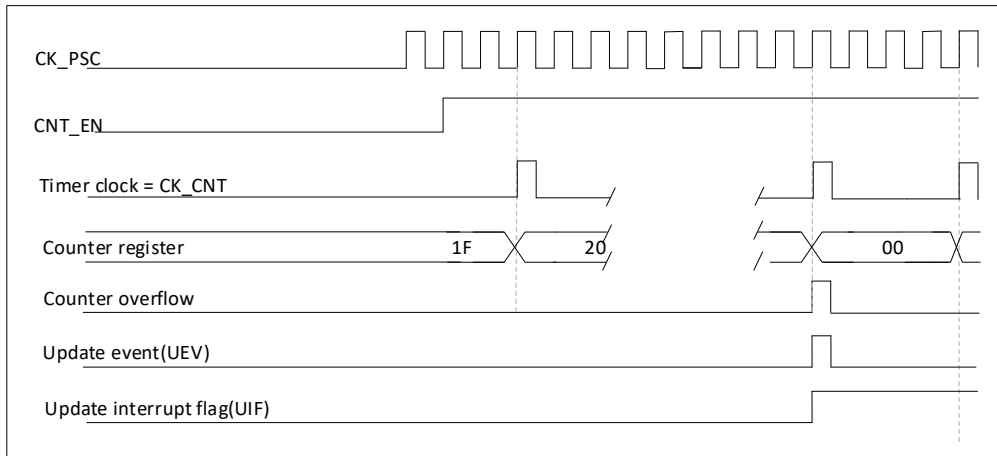 CK_PSC
CNT_EN
Timer clock = CK_CNT
Counter register 1F 20 00
Counter overflow
Update event(UEV)
Update interrupt flag(UIF)